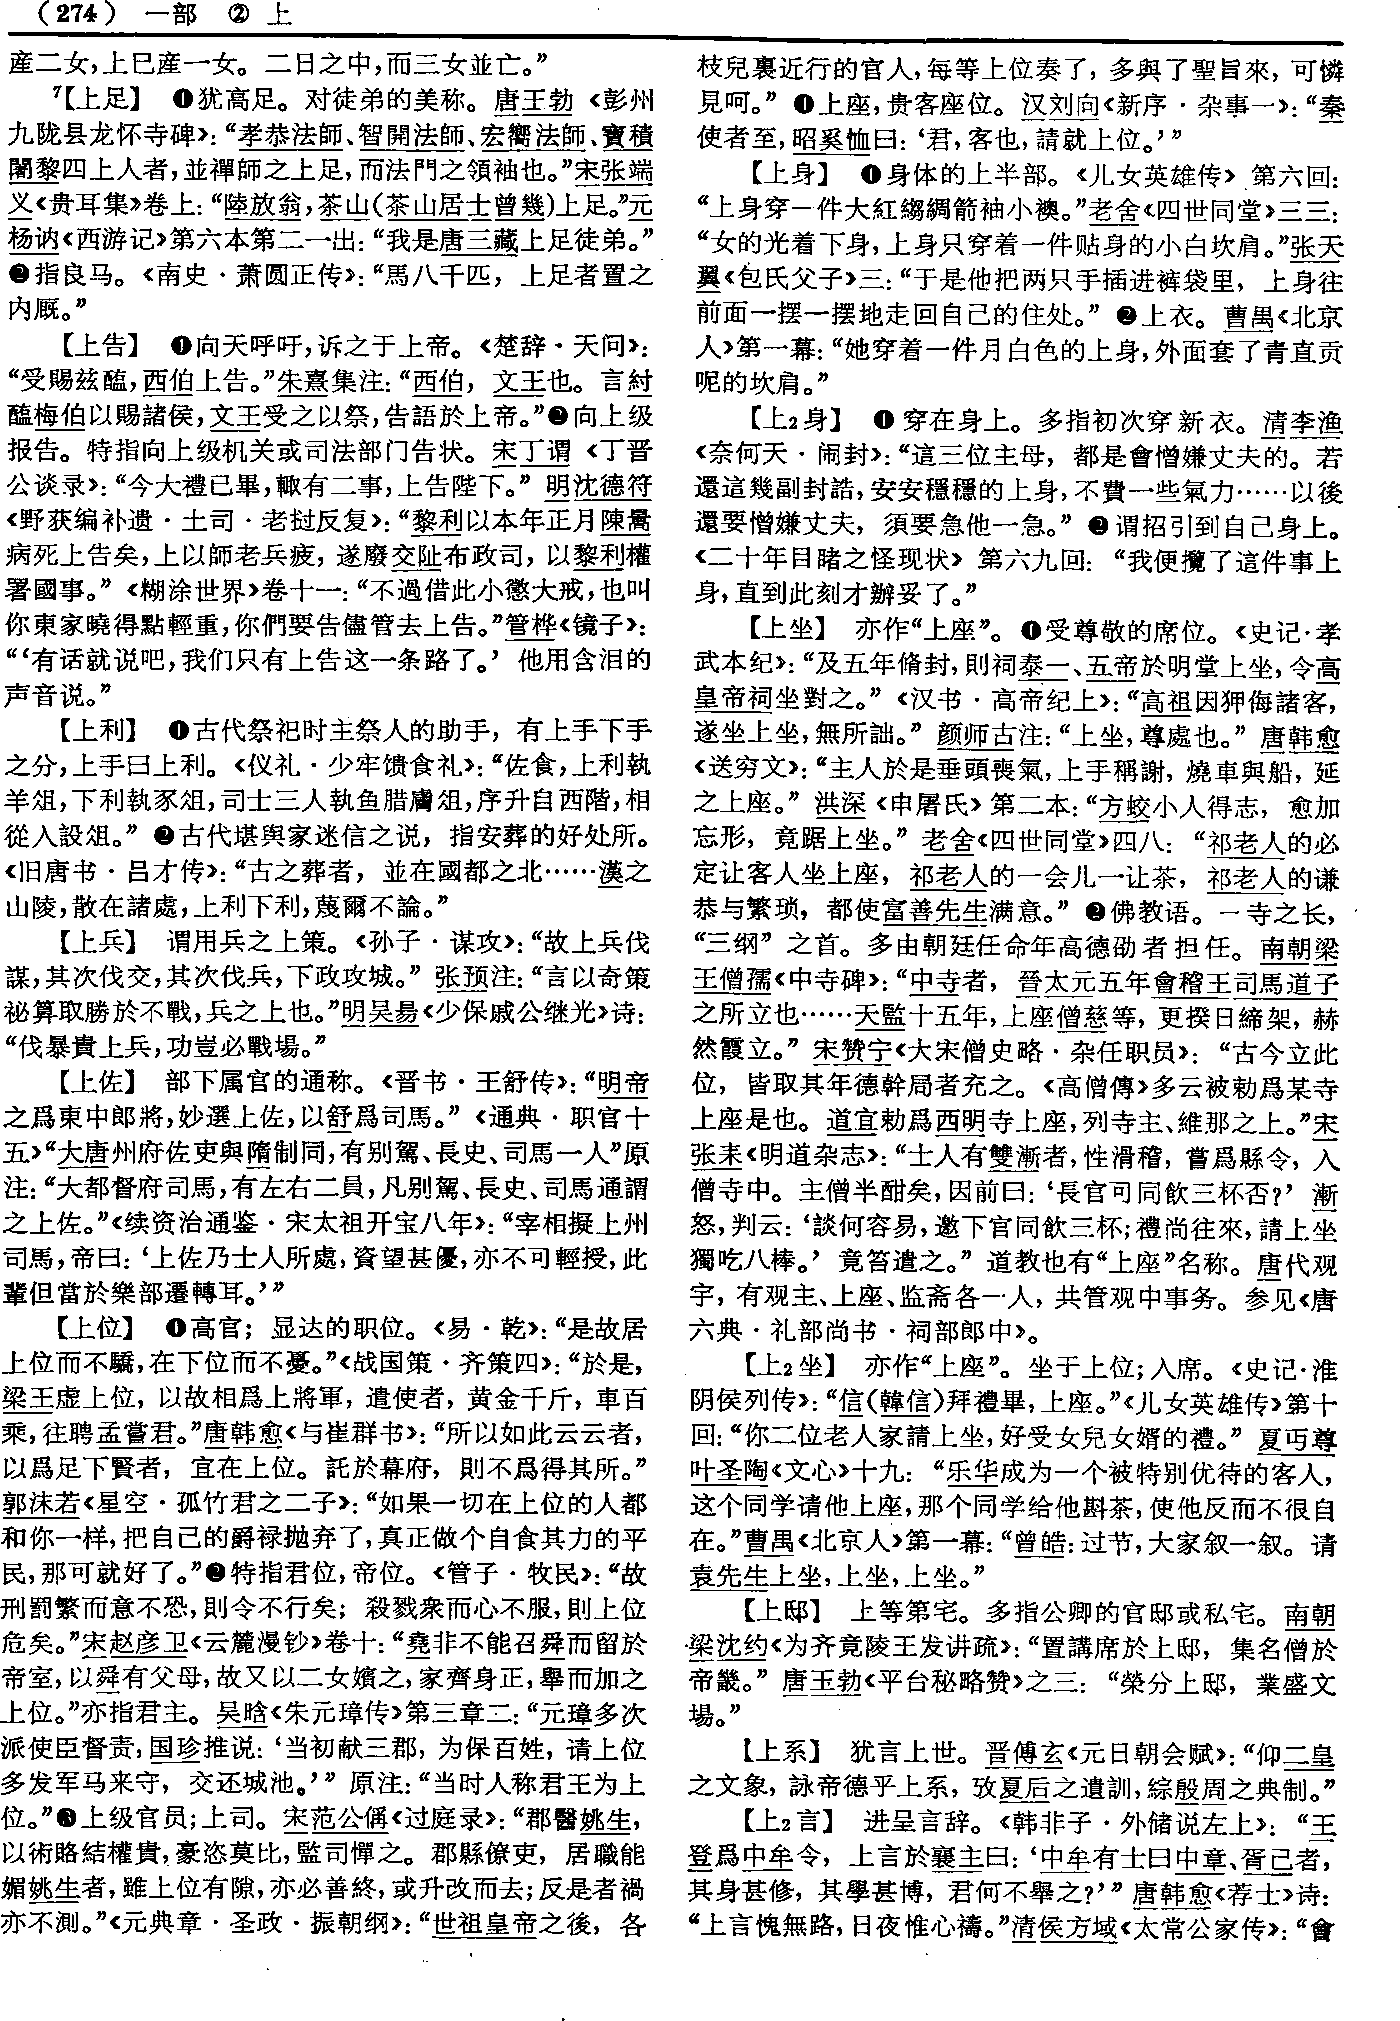 （274） 一部 ② 上
産二女，上巳産一女。二日之中，而三女並亡。”
7【上足】 ❶犹高足。对徒弟的美称。唐王勃《彭州
九陇县龙怀寺碑》：“孝恭法師、智開法師、宏嚮法師、寶積
闍黎四上人者，並禪師之上足，而法門之領袖也。”宋张端
义《贵耳集》卷上：“陸放翁，茶山（茶山居士曾幾）上足。”元
杨讷《西游记》第六本第二一出：“我是唐三藏上足徒弟。”
❷指良马。《南史·萧圆正传》：“馬八千匹，上足者置之
内厩。”
【上告】 ❶向天呼吁，诉之于上帝。《楚辞·天问》：
“受賜兹醢，西伯上告。”朱熹集注：“西伯，文王也。言紂
醢梅伯以賜諸侯，文王受之以祭，告語於上帝。”❷向上级
报告。特指向上级机关或司法部门告状。宋丁谓《丁晋
公谈录》：“今大禮已畢，輙有二事，上告陛下。”明沈德符
《野获编补遗·土司·老挝反复》：“黎利以本年正月陳暠
病死上告矣，上以師老兵疲，遂廢交阯布政司，以黎利權
署國事。”《糊涂世界》卷十一：“不過借此小懲大戒，也叫
你東家曉得點輕重，你們要告儘管去上告。”管桦《镜子》：
“‘有话就说吧，我们只有上告这一条路了。’他用含泪的
声音说。”
【上利】 ❶古代祭祀时主祭人的助手，有上手下手
之分，上手曰上利。《仪礼·少牢馈食礼》：“佐食，上利執
羊俎，下利執豕俎，司士三人執鱼腊膚俎，序升自西階，相
從入設俎。”❷古代堪舆家迷信之说，指安葬的好处所。
《旧唐书·吕才传》：“古之葬者，並在國都之北……漢之
山陵，散在諸處，上利下利，蔑爾不論。”
【上兵】 谓用兵之上策。《孙子·谋攻》：“故上兵伐
謀，其次伐交，其次伐兵，下政攻城。”张预注：“言以奇策
祕算取勝於不戰，兵之上也。”明吴易《少保戚公继光》诗：
“伐暴貴上兵，功豈必戰場。”
【上佐】 部下属官的通称。《晋书·王舒传》：“明帝
之爲東中郎將，妙選上佐，以舒爲司馬。”《通典·职官十
五》“大唐州府佐吏與隋制同，有别駕、長史、司馬一人”原
注：“大都督府司馬，有左右二員，凡别駕、長史、司馬通謂
之上佐。”《续资治通鉴·宋太祖开宝八年》：“宰相擬上州
司馬，帝曰：‘上佐乃士人所處，資望甚優，亦不可輕授，此
輩但當於樂部遷轉耳。’”
【上位】 ❶高官；显达的职位。《易·乾》：“是故居
上位而不驕，在下位而不憂。”《战国策·齐策四》：“於是，
梁王虚上位，以故相爲上將軍，遣使者，黄金千斤，車百
乘，往聘孟嘗君。”唐韩愈《与崔群书》：“所以如此云云者，
以爲足下賢者，宜在上位。託於幕府，則不爲得其所。”
郭沫若《星空·孤竹君之二子》：“如果一切在上位的人都
和你一样，把自己的爵禄抛弃了，真正做个自食其力的平
民，那可就好了。”❷特指君位，帝位。《管子·牧民》：“故
刑罰繁而意不恐，則令不行矣；殺戮衆而心不服，則上位
危矣。”宋赵彦卫《云麓漫钞》卷十：“堯非不能召舜而留於
帝室，以舜有父母，故又以二女嬪之，家齊身正，舉而加之
上位。”亦指君主。吴晗《朱元璋传》第三章二：“元璋多次
派使臣督责，国珍推说：‘当初献三郡，为保百姓，请上位
多发军马来守，交还城池。’”原注：“当时人称君王为上
位。”❸上级官员；上司。宋范公偁《过庭录》：“郡醫姚生，
以術賂結權貴，豪恣莫比，監司憚之。郡縣僚吏，居職能
媚姚生者，雖上位有隙，亦必善終，或升改而去；反是者禍
亦不測。”《元典章·圣政·振朝纲》：“世祖皇帝之後，各
枝兒裏近行的官人，每等上位奏了，多與了聖旨來，可憐
見呵。”❶上座，贵客座位。汉刘向《新序·杂事一》：“秦
使者至，昭奚恤曰：‘君，客也，請就上位。’”
【上身】 ❶身体的上半部。《儿女英雄传》第六回：
“上身穿一件大紅縐綢箭袖小襖。”老舍《四世同堂》三三：
“女的光着下身，上身只穿着一件贴身的小白坎肩。”张天
翼《包氏父子》三：“于是他把两只手插进裤袋里，上身往
前面一摆一摆地走回自己的住处。”❷上衣。曹禺《北京
人》第一幕：“她穿着一件月白色的上身，外面套了青直贡
呢的坎肩。”
【上2身】 ❶穿在身上。多指初次穿新衣。清李渔
《奈何天·闹封》：“這三位主母，都是會憎嫌丈夫的。若
還這幾副封誥，安安穩穩的上身，不費一些氣力……以後
還要憎嫌丈夫，須要急他一急。”❷谓招引到自己身上。
《二十年目睹之怪现状》第六九回：“我便攬了這件事上
身，直到此刻才辦妥了。”
【上坐】 亦作“上座”。❶受尊敬的席位。《史记·孝
武本纪》：“及五年脩封，則祠泰一、五帝於明堂上坐，令高
皇帝祠坐對之。”《汉书·高帝纪上》：“高祖因狎侮諸客，
遂坐上坐，無所詘。”颜师古注：“上坐，尊處也。”唐韩愈
《送穷文》：“主人於是垂頭喪氣，上手稱謝，燒車與船，延
之上座。”洪深《申屠氏》第二本：“方蛟小人得志，愈加
忘形，竟踞上坐。”老舍《四世同堂》四八：“祁老人的必
定让客人坐上座，祁老人的一会儿一让茶，祁老人的谦
恭与繁琐，都使富善先生满意。”❷佛教语。一寺之长，
“三纲”之首。多由朝廷任命年高德劭者担任。南朝梁
王僧孺《中寺碑》：“中寺者，晉太元五年會稽王司馬道子
之所立也……天監十五年，上座僧慈等，更揆日締架，赫
然霞立。”宋赞宁《大宋僧史略·杂任职员》：“古今立此
位，皆取其年德幹局者充之。《高僧傳》多云被勅爲某寺
上座是也。道宣勅爲西明寺上座，列寺主、維那之上。”宋
张耒《明道杂志》：“士人有雙漸者，性滑稽，嘗爲縣令，入
僧寺中。主僧半酣矣，因前曰：‘長官可同飲三杯否？’漸
怒，判云：‘談何容易，邀下官同飲三杯；禮尚往來，請上坐
獨吃八棒。’竟笞遣之。”道教也有“上座”名称。唐代观
宇，有观主、上座、监斋各一人，共管观中事务。参见《唐
六典·礼部尚书·祠部郎中》。
【上2坐】 亦作“上座”。坐于上位；入席。《史记·淮
阴侯列传》：“信（韓信）拜禮畢，上座。”《儿女英雄传》第十
回：“你二位老人家請上坐，好受女兒女婿的禮。”夏丏尊
叶圣陶《文心》十九：“乐华成为一个被特别优待的客人，
这个同学请他上座，那个同学给他斟茶，使他反而不很自
在。”曹禺《北京人》第一幕：“曾皓：过节，大家叙一叙。请
袁先生上坐，上坐，上坐。”
【上邸】 上等第宅。多指公卿的官邸或私宅。南朝
梁沈约《为齐竟陵王发讲疏》：“置講席於上邸，集名僧於
帝畿。”唐王勃《平台秘略赞》之三：“榮分上邸，業盛文
場。”
【上系】 犹言上世。晋傅玄《元日朝会赋》：“仰二皇
之文象，詠帝德乎上系，孜夏后之遺訓，綜殷周之典制。”
【上2言】 进呈言辞。《韩非子·外储说左上》：“王
登爲中牟令，上言於襄主曰：‘中牟有士曰中章、胥己者，
其身甚修，其學甚博，君何不舉之？’”唐韩愈《荐士》诗：
“上言愧無路，日夜惟心禱。”清侯方域《太常公家传》：“會